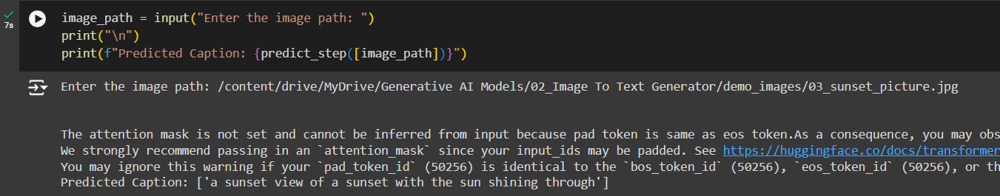 image_path = input("Enter the image path: ")
7s
print("\n")
print(f"Predicted Caption: {predict_step([image_path])}")
Enter the image path: /content/drive/MyDrive/Generative AI Models/02_Image To Text Generator/demo_images/03_sunset_picture.jpg
The attention mask is not set and cannot be inferred from input because pad token is same as eos token.As a consequence, you may obs
We strongly recommend passing in an `attention_mask` since your input_ids may be padded. See https://huggingface.co/docs/transformer
You may ignore this warning if your `pad_token_id` (50256) is identical to the `bos_token_id` (50256), `eos_token_id` (50256), or th
Predicted Caption: ['a sunset view of a sunset with the sun shining through']